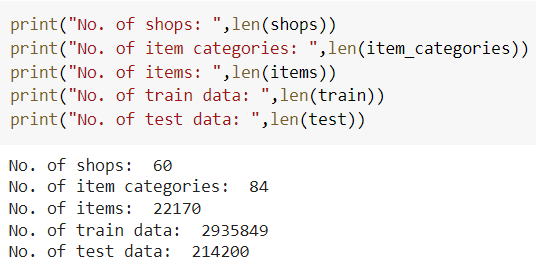 print("No. of shops: ",len(shops))
print("No. of item categories: ",len(item_categories))
print("No. of items: ",len(items))
print("No. of train data: ",len(train))
print("No. of test data: ",len(test))
No. of shops:  60
No. of item categories:  84
No. of items:  22170
No. of train data:  2935849
No. of test data:  214200